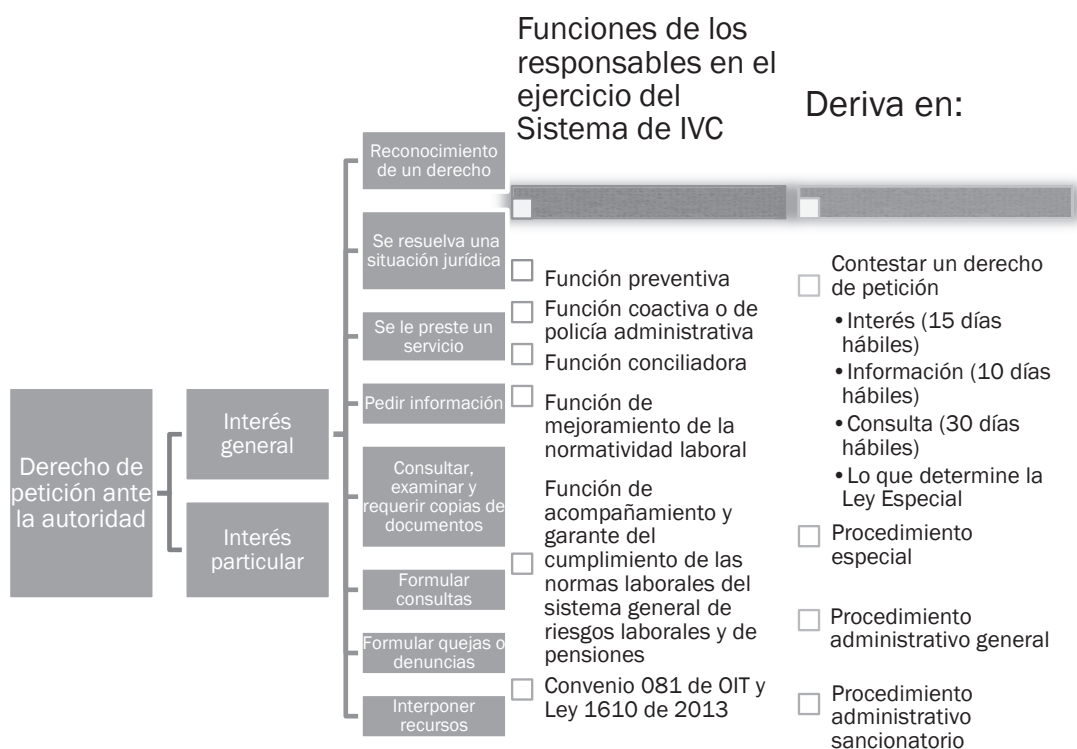 Derecho de
petición ante
la autoridad
Interés
general
Interés
particular
Reconocimiento
de un derecho
Se resuelva una
situación jurídica
Se le preste un
servicio
Pedir información
Consultar,
examinar y
requerir copias de
documentos
Formular
consultas
Formular quejas o
denuncias
Interponer
recursos
Funciones de los
responsables en el
ejercicio del
Sistema de IVC
Función preventiva
Función coactiva o de
policía administrativa
Función conciliadora
Función de
mejoramiento de la
normatividad laboral
Función de
acompañamiento y
garante del
cumplimiento de las
normas laborales del
sistema general de
riesgos laborales y de
pensiones
Convenio 081 de OIT y
Ley 1610 de 2013
Deriva en:
Contestar un derecho
de petición
•Interés (15 días
hábiles)
•Información (10 días
hábiles)
•Consulta (30 días
hábiles)
•Lo que determine la
Ley Especial
Procedimiento
especial
Procedimiento
administrativo general
Procedimiento
administrativo
sancionatorio